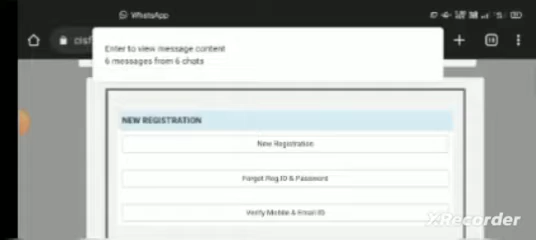 WhatsApp
Enter to view message content
6 messages from 6 chats
NEW REGISTRATION
New Registration
Forgot Reg.ID & Password
Verify Mobile & Email-ID
XRecorder